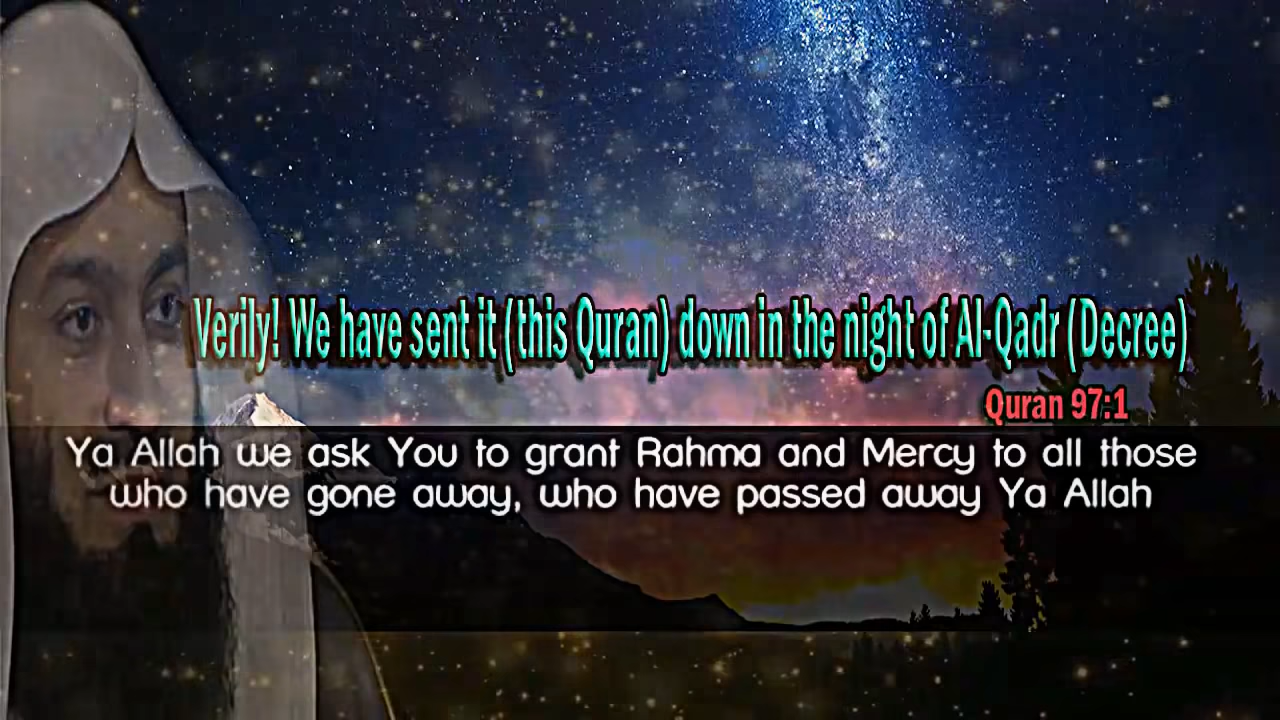 Verily! We have sent it (this Quran) down in the night of Al-Qadr (Decree)
Quran 97:1
Ya Allah we ask You to grant Rahma and Mercy to all those
who have gone away, who have passed away Ya Allah